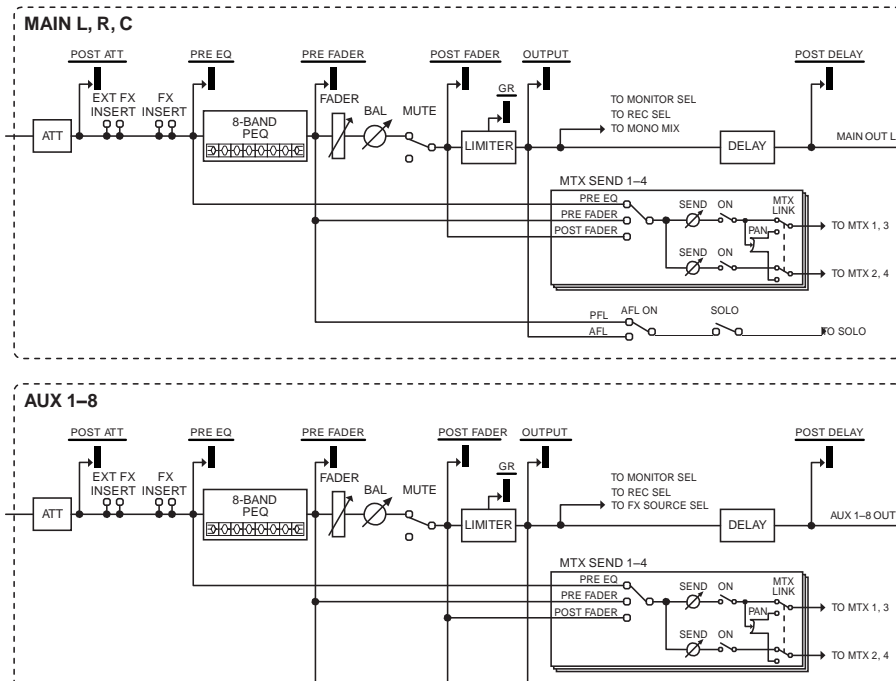 MAIN L, R, C
POST ATT PRE EQ PRE FADER POST FADER OUTPUT POST DELAY
GR
EXT FX INSERT
FX INSERT
FADER
BAL
MUTE
TO MONITOR SEL
TO REC SEL
TO MONO MIX
ATT
8-BAND
PEQ
LIMITER
DELAY
MAIN OUT L
MTX SEND 1–4
PRE EQ
PRE FADER
POST FADER
SEND ON
MTX
LINK
PAN
TO MTX 1, 3
SEND ON
TO MTX 2, 4
PFL
AFL
AFL ON
SOLO
TO SOLO
AUX 1–8
POST ATT PRE EQ PRE FADER POST FADER OUTPUT POST DELAY
GR
EXT FX INSERT
FX INSERT
FADER
BAL
MUTE
TO MONITOR SEL
TO REC SEL
TO FX SOURCE SEL
ATT
8-BAND
PEQ
LIMITER
DELAY
AUX 1–8 OUT
MTX SEND 1–4
PRE EQ
PRE FADER
POST FADER
SEND ON
MTX
LINK
PAN
TO MTX 1, 3
SEND ON
TO MTX 2, 4